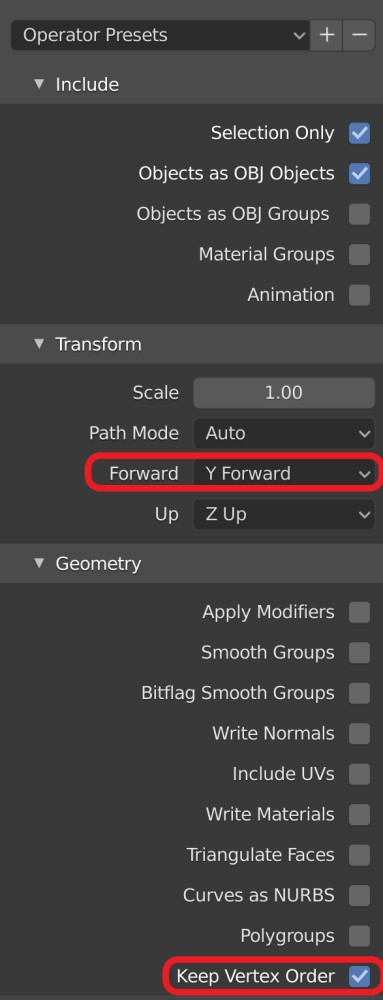 Operator Presets
Include
Selection Only
Objects as OBJ Objects
Objects as OBJ Groups
Material Groups
Animation
Transform
Scale 1.00
Path Mode Auto
Forward Y Forward
Up Z Up
Geometry
Apply Modifiers
Smooth Groups
Bitflag Smooth Groups
Write Normals
Include UVs
Write Materials
Triangulate Faces
Curves as NURBS
Polygroups
Keep Vertex Order